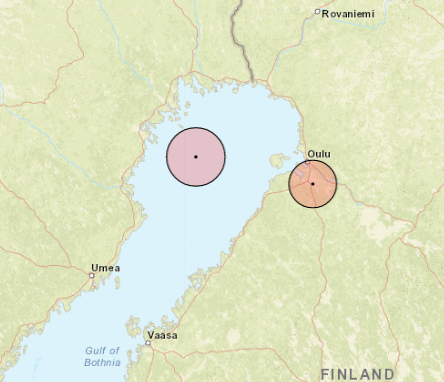 Rovaniemi
Oulu
Umea
Vaasa
Gulf of
Bothnia
FINLAND